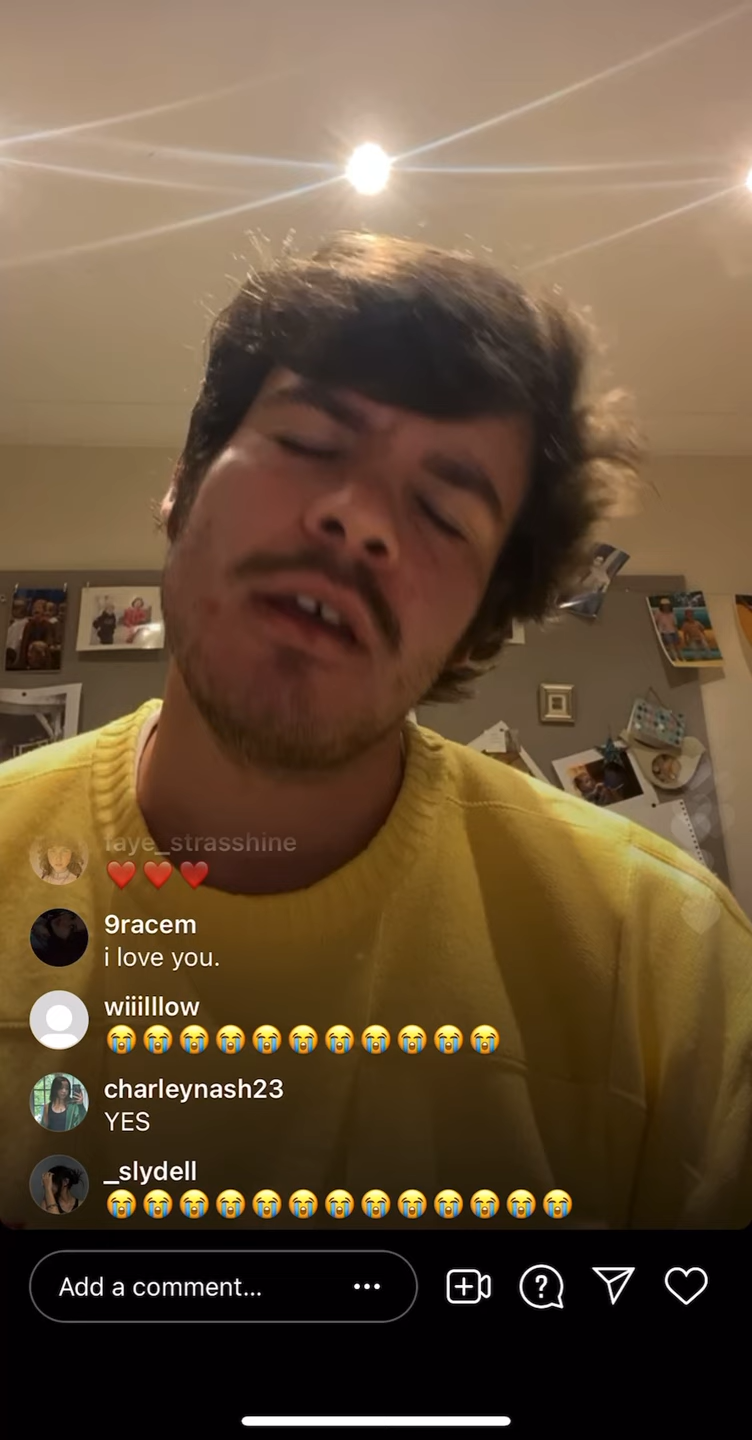 faye_strasshine
❤️ ❤️ ❤️
9racem
i love you.
wiiilllow
😭😭😭😭😭😭😭😭😭😭😭
charleynash23
YES
_slydell
😭😭😭😭😭😭😭😭😭😭😭😭😭
Add a comment...